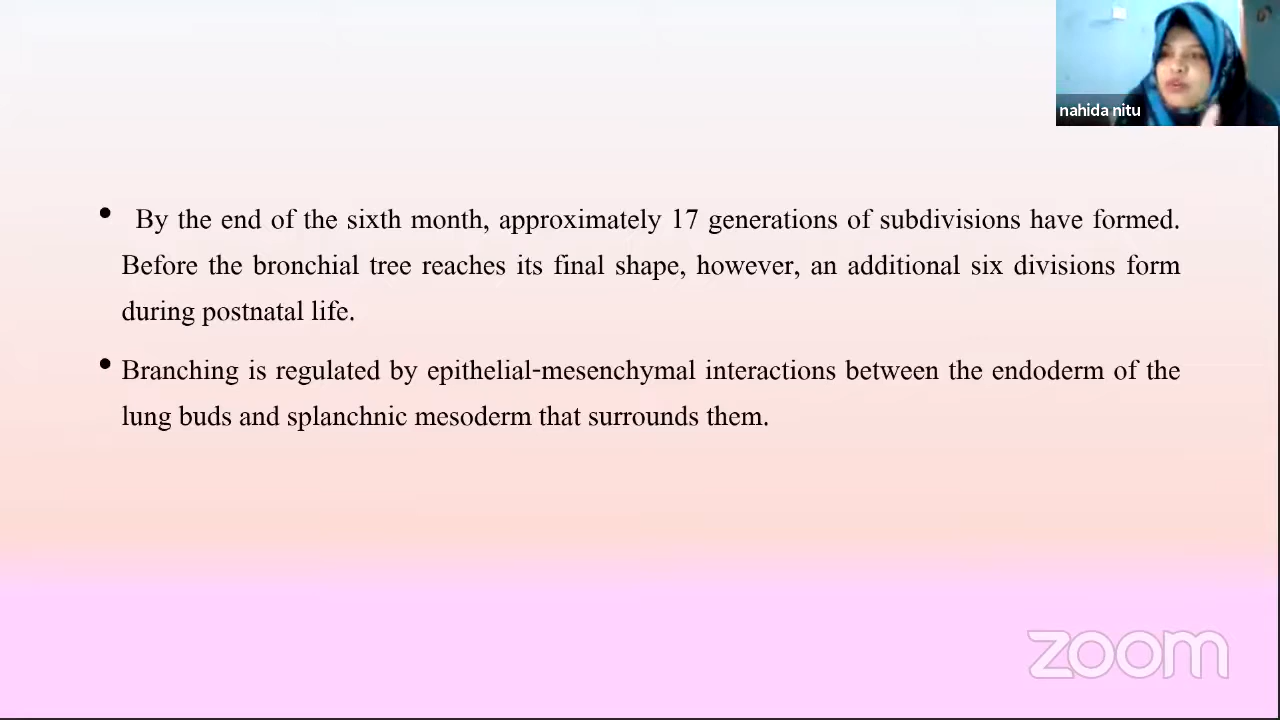 nahida nitu
• By the end of the sixth month, approximately 17 generations of subdivisions have formed.
Before the bronchial tree reaches its final shape, however, an additional six divisions form
during postnatal life.
• Branching is regulated by epithelial-mesenchymal interactions between the endoderm of the
lung buds and splanchnic mesoderm that surrounds them.
zoom